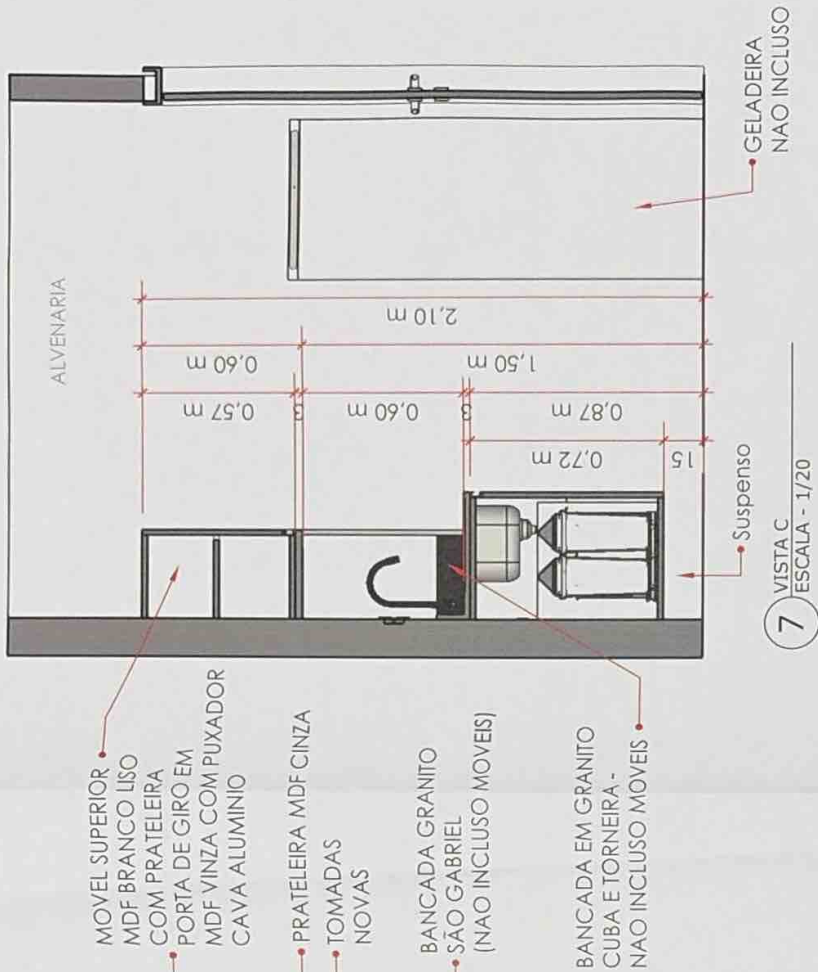 MOVEL SUPERIOR
MDF BRANCO LISO
COM PRATELEIRA
PORTA DE GIRO EM
MDF VINZA COM PUXADOR
CAVA ALUMINIO
PRATELEIRA MDF CINZA
TOMADAS
NOVAS
BANCADA GRANITO
SÃO GABRIEL
(NAO INCLUSO MOVEIS)
BANCADA EM GRANITO
CUBA E TORNEIRA -
NAO INCLUSO MOVEIS
ALVENARIA
0,57 m
3
0,60 m
3
0,87 m
0,72 m
15
0,60 m
1,50 m
2,10 m
Suspenso
GELADEIRA
NAO INCLUSO
7
VISTA C
ESCALA - 1/20